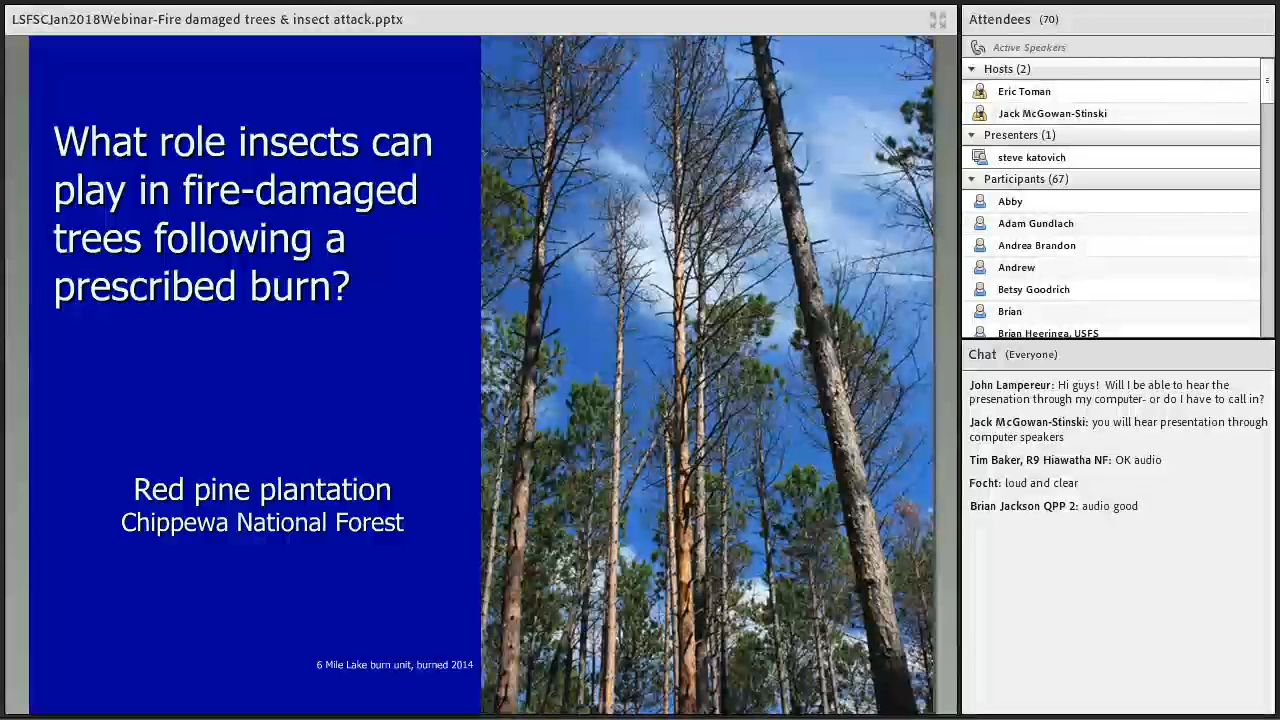 LSFSCJan2018Webinar-Fire damaged trees & insect attack.pptx
What role insects can
play in fire-damaged
trees following a
prescribed burn?
Red pine plantation
Chippewa National Forest
6 Mile Lake burn unit, burned 2014
Attendees (70)
Active Speakers
Hosts (2)
Eric Toman
Jack McGowan-Stinski
Presenters (1)
steve katovich
Participants (67)
Abby
Adam Gundlach
Andrea Brandon
Andrew
Betsy Goodrich
Brian
Brian Heeringa, USFS
Chat (Everyone)
John Lampereur: Hi guys! Will I be able to hear the
presenation through my computer- or do I have to call in?
Jack McGowan-Stinski: you will hear presentation through
computer speakers
Tim Baker, R9 Hiawatha NF: OK audio
Focht: loud and clear
Brian Jackson QPP 2: audio good